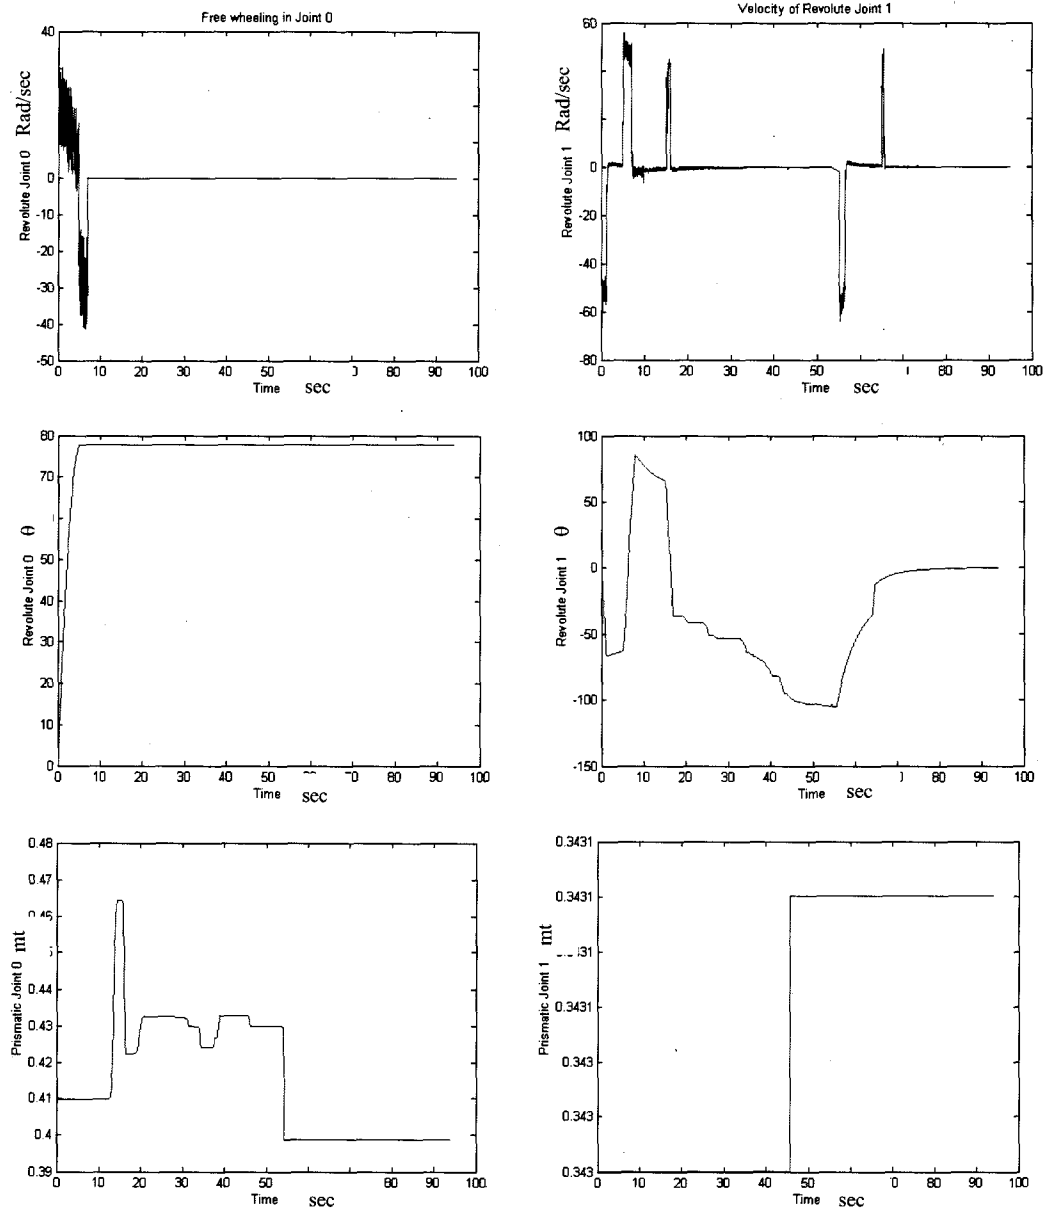 Free wheeling in Joint 0
40
30
20
10
0
-10
-20
-30
-40
-50
Revolute Joint 0 Rad/sec
0 10 20 30 40 50 80 90 100
Time sec
Velocity of Revolute Joint 1
60
40
20
0
-20
-40
-60
-80
Revolute Joint 1 Rad/sec
0 10 20 30 40 50 80 90 100
Time sec
80
70
50
40
30
20
10
0
Revolute Joint 0 θ
0 10 20 30 40 50 80 90 100
Time sec
100
50
0
-50
-100
-150
Revolute Joint 1 θ
0 10 20 30 40 50 80 90 100
Time sec
0.48
0.47
0.44
0.43
0.42
0.41
0.4
0.39
Prismatic Joint 0 mt
0 10 20 30 40 50 60 70 80 90 100
Time sec
0.3431
0.3431
0.3431
0.343
0.343
0.343
Prismatic Joint 1 mt
0 10 20 30 40 50 80 90 100
Time sec